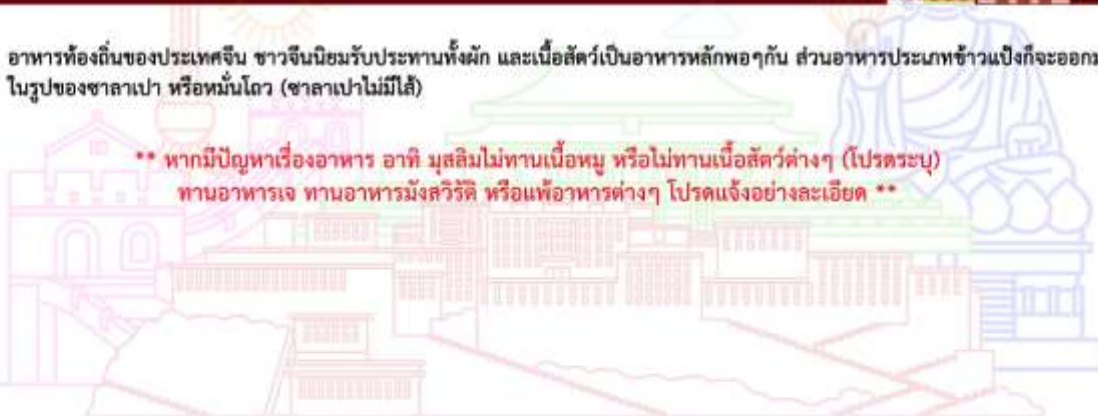 อาหารท้องถิ่นของประเทศจีน ชาวจีนนิยมรับประทานทั้งผัก และเนื้อสัตว์เป็นอาหารหลักพอๆกัน ส่วนอาหารประเภทข้าวแป้งก็จะออกม
ในรูปของซาลาเปา หรือหมั่นโถว (ซาลาเปาไม่มีไส้)
** หากมีปัญหาเรื่องอาหาร อาทิ มุสลิมไม่ทานเนื้อหมู หรือไม่ทานเนื้อสัตว์ต่างๆ (โปรดระบุ)
ทานอาหารเจ ทานอาหารมังสวิรัติ หรือแพ้อาหารต่างๆ โปรดแจ้งอย่างละเอียด **